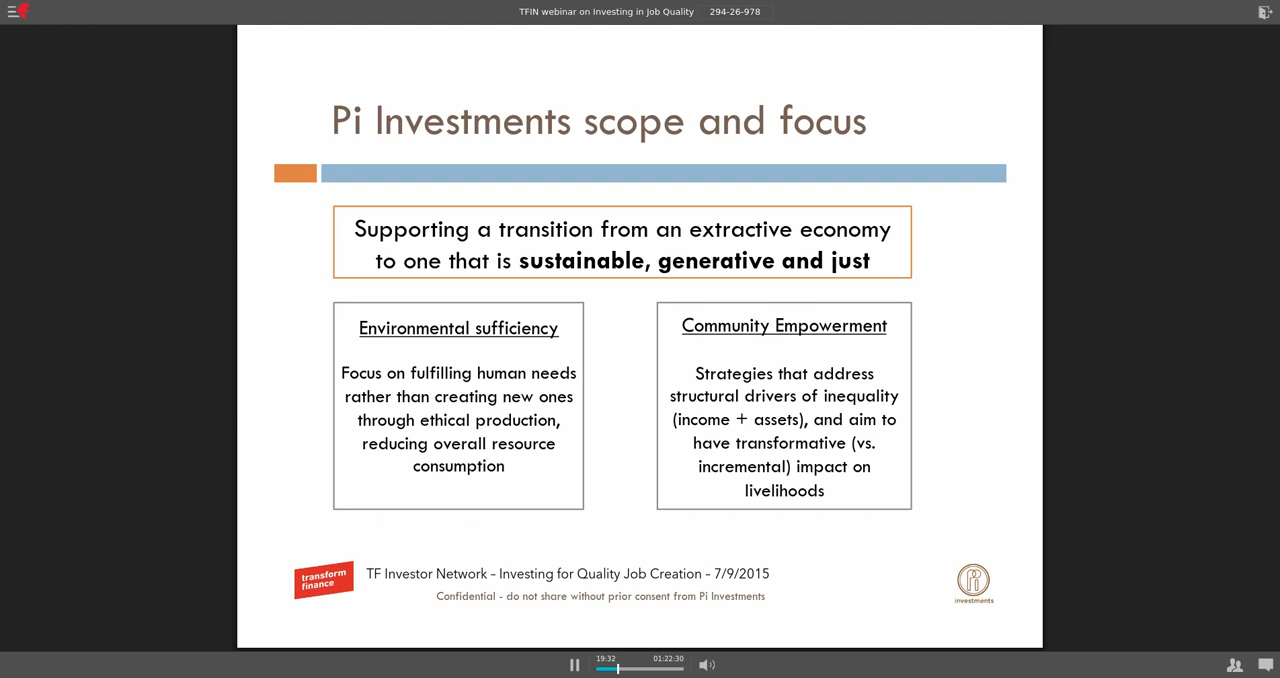 TFIN webinar on Investing in Job Quality 294-26-978
Pi Investments scope and focus
Supporting a transition from an extractive economy
to one that is sustainable, generative and just
Environmental sufficiency
Focus on fulfilling human needs
rather than creating new ones
through ethical production,
reducing overall resource
consumption
Community Empowerment
Strategies that address
structural drivers of inequality
(income + assets), and aim to
have transformative (vs.
incremental) impact on
livelihoods
transform
finance
TF Investor Network – Investing for Quality Job Creation – 7/9/2015
Confidential - do not share without prior consent from Pi Investments
investments
19:32 01:22:30